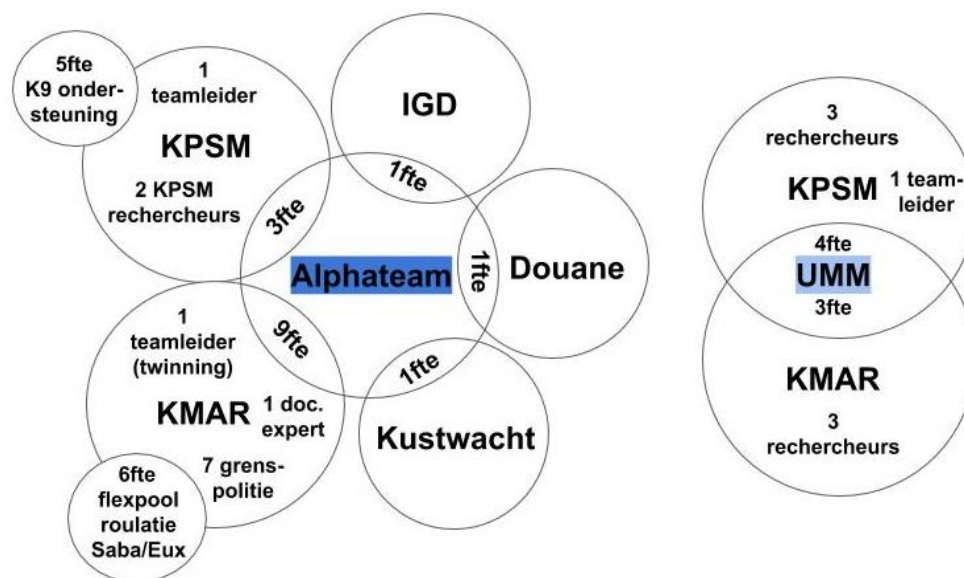 5fte
K9 onder-
steuning
1
teamleider
KPSM
2 KPSM
rechercheurs
3fte
IGD
1fte
Alphateam
1fte
Douane
9fte
1fte
Kustwacht
1
teamleider
(twinning)
KMAR
1 doc.
expert
7 grens-
politie
6fte
flexpool
roulatie
Saba/Eux
3
rechercheurs
KPSM
1 team-
leider
4fte
UMM
3fte
KMAR
3
rechercheurs